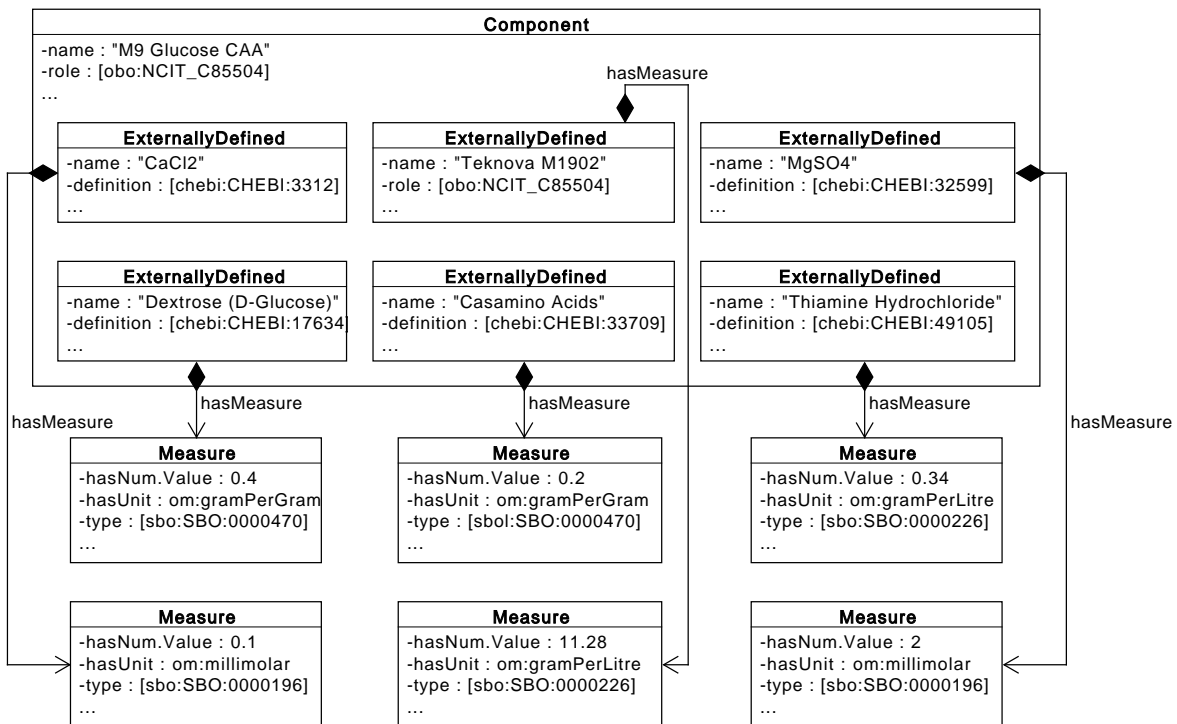 Component
-name : "M9 Glucose CAA"
-role : [obo:NCIT_C85504]
...
hasMeasure
ExternallyDefined
-name : "CaCl2"
-definition : [chebi:CHEBI:3312]
...
ExternallyDefined
-name : "Teknova M1902"
-role : [obo:NCIT_C85504]
...
ExternallyDefined
-name : "MgSO4"
-definition : [chebi:CHEBI:32599]
...
ExternallyDefined
-name : "Dextrose (D-Glucose)"
-definition : [chebi:CHEBI:17634]
...
ExternallyDefined
-name : "Casamino Acids"
-definition : [chebi:CHEBI:33709]
...
ExternallyDefined
-name : "Thiamine Hydrochloride"
-definition : [chebi:CHEBI:49105]
...
hasMeasure
hasMeasure
hasMeasure
hasMeasure
hasMeasure
Measure
-hasNum.Value : 0.4
-hasUnit : om:gramPerGram
-type : [sbo:SBO:0000470]
...
Measure
-hasNum.Value : 0.2
-hasUnit : om:gramPerGram
-type : [sbol:SBO:0000470]
...
Measure
-hasNum.Value : 0.34
-hasUnit : om:gramPerLitre
-type : [sbo:SBO:0000226]
...
Measure
-hasNum.Value : 0.1
-hasUnit : om:millimolar
-type : [sbo:SBO:0000196]
...
Measure
-hasNum.Value : 11.28
-hasUnit : om:gramPerLitre
-type : [sbo:SBO:0000226]
...
Measure
-hasNum.Value : 2
-hasUnit : om:millimolar
-type : [sbo:SBO:0000196]
...